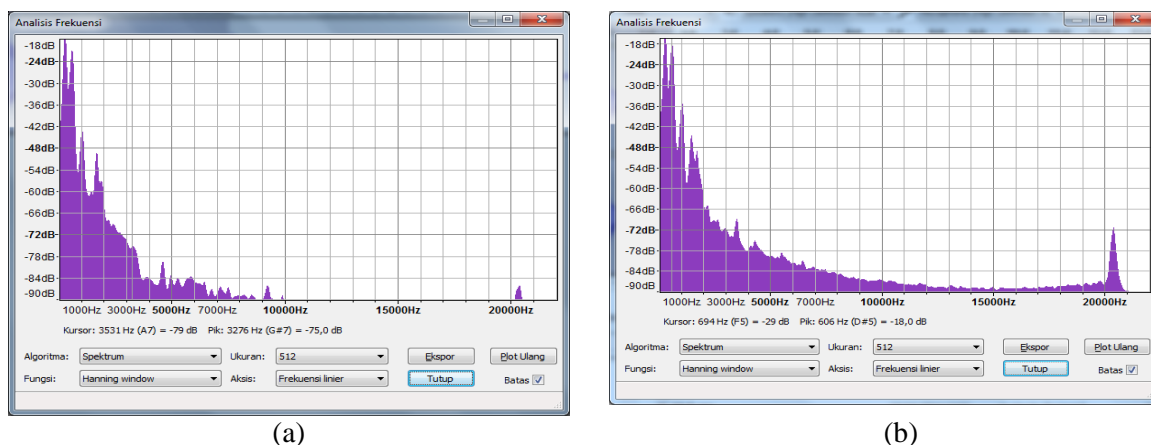 Analisis Frekuensi
-18dB
-24dB
-30dB
-36dB
-42dB
-48dB
-54dB
-60dB
-66dB
-72dB
-78dB
-84dB
-90dB
1000Hz 3000Hz 5000Hz 7000Hz 10000Hz 15000Hz 20000Hz
Kursor: 3531 Hz (A7) = -79 dB Pik: 3276 Hz (G#7) = -75,0 dB
Algoritma: Spektrum Ukuran: 512 Ekspor Plot Ulang
Fungsi: Hanning window Aksis: Frekuensi linier Tutup Batas
(a)
Analisis Frekuensi
-18dB
-24dB
-30dB
-36dB
-42dB
-48dB
-54dB
-60dB
-66dB
-72dB
-78dB
-84dB
-90dB
1000Hz 3000Hz 5000Hz 7000Hz 10000Hz 15000Hz 20000Hz
Kursor: 694 Hz (F5) = -29 dB Pik: 606 Hz (D#5) = -18,0 dB
Algoritma: Spektrum Ukuran: 512 Ekspor Plot Ulang
Fungsi: Hanning window Aksis: Frekuensi linier Tutup Batas
(b)